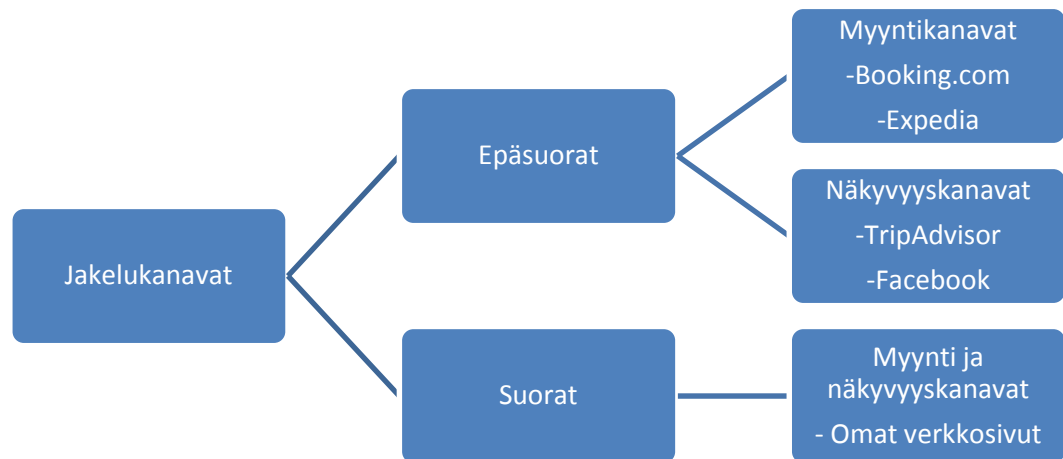 Jakelukanavat
Epäsuorat
Myyntikanavat
-Booking.com
-Expedia
Näkyvyyskanavat
-TripAdvisor
-Facebook
Suorat
Myynti ja
näkyvyyskanavat
- Omat verkkosivut